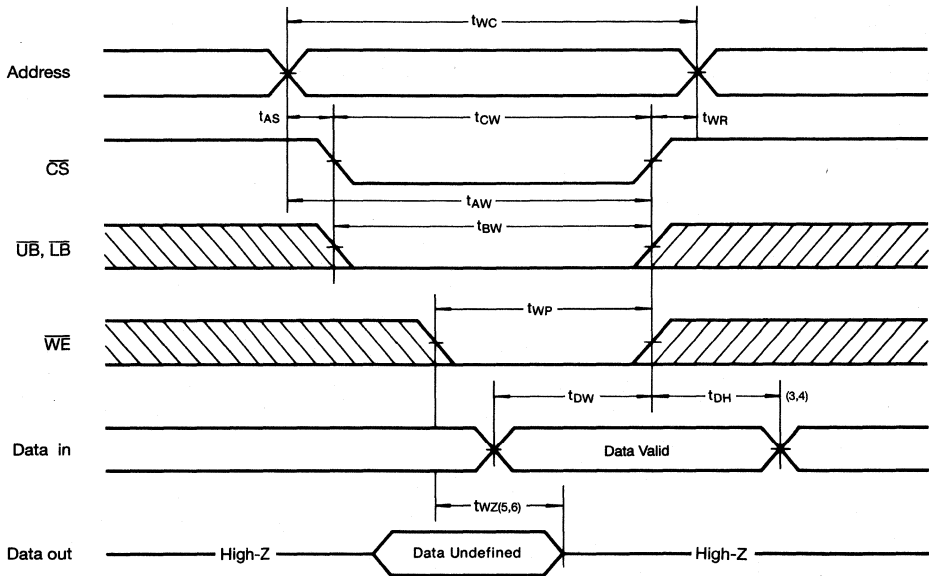 tWC
Address
tAS
tCW
tWR
CS
tAW
UB, LB
tBW
WE
tWP
tDW
tDH
(3,4)
Data in
Data Valid
tWZ(5,6)
Data out
High-Z
Data Undefined
High-Z